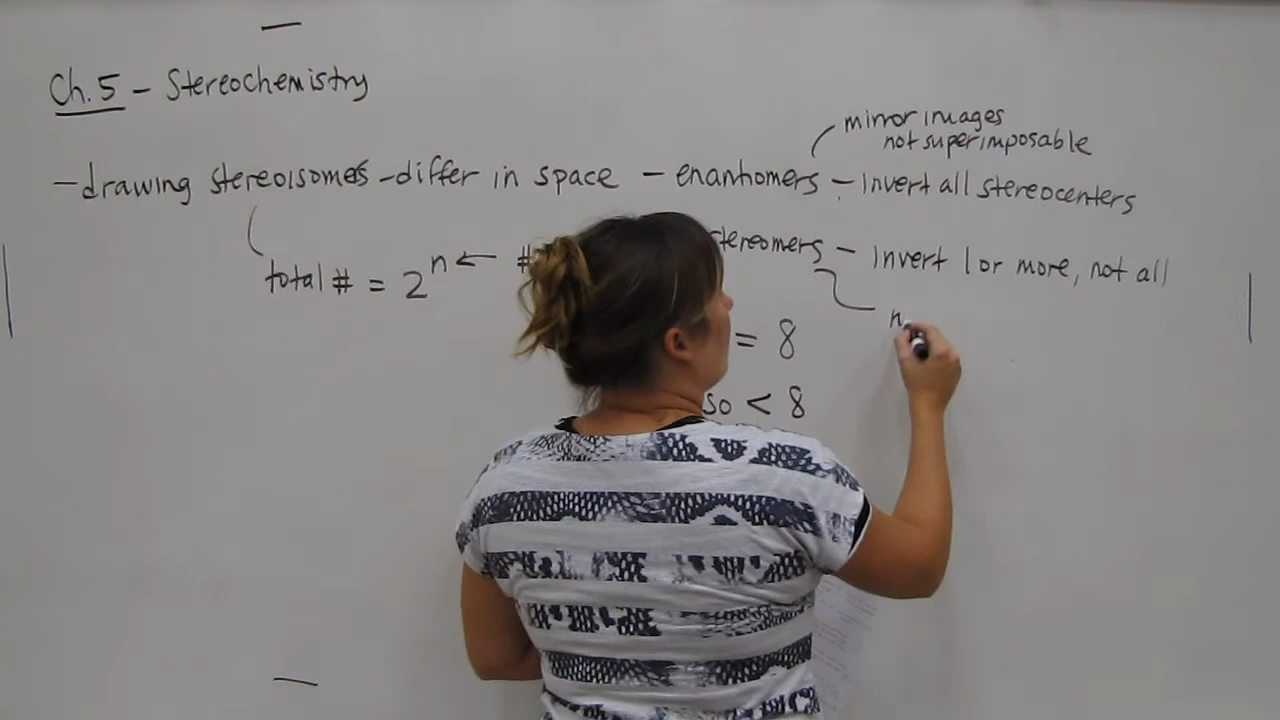 Ch. 5 - Stereochemistry
mirror images
not superimposable
- drawing stereoisomers - differ in space - enantiomers - invert all stereocenters
stereomers - invert 1 or more, not all
total # = 2^n ← #
n
= 8
so < 8